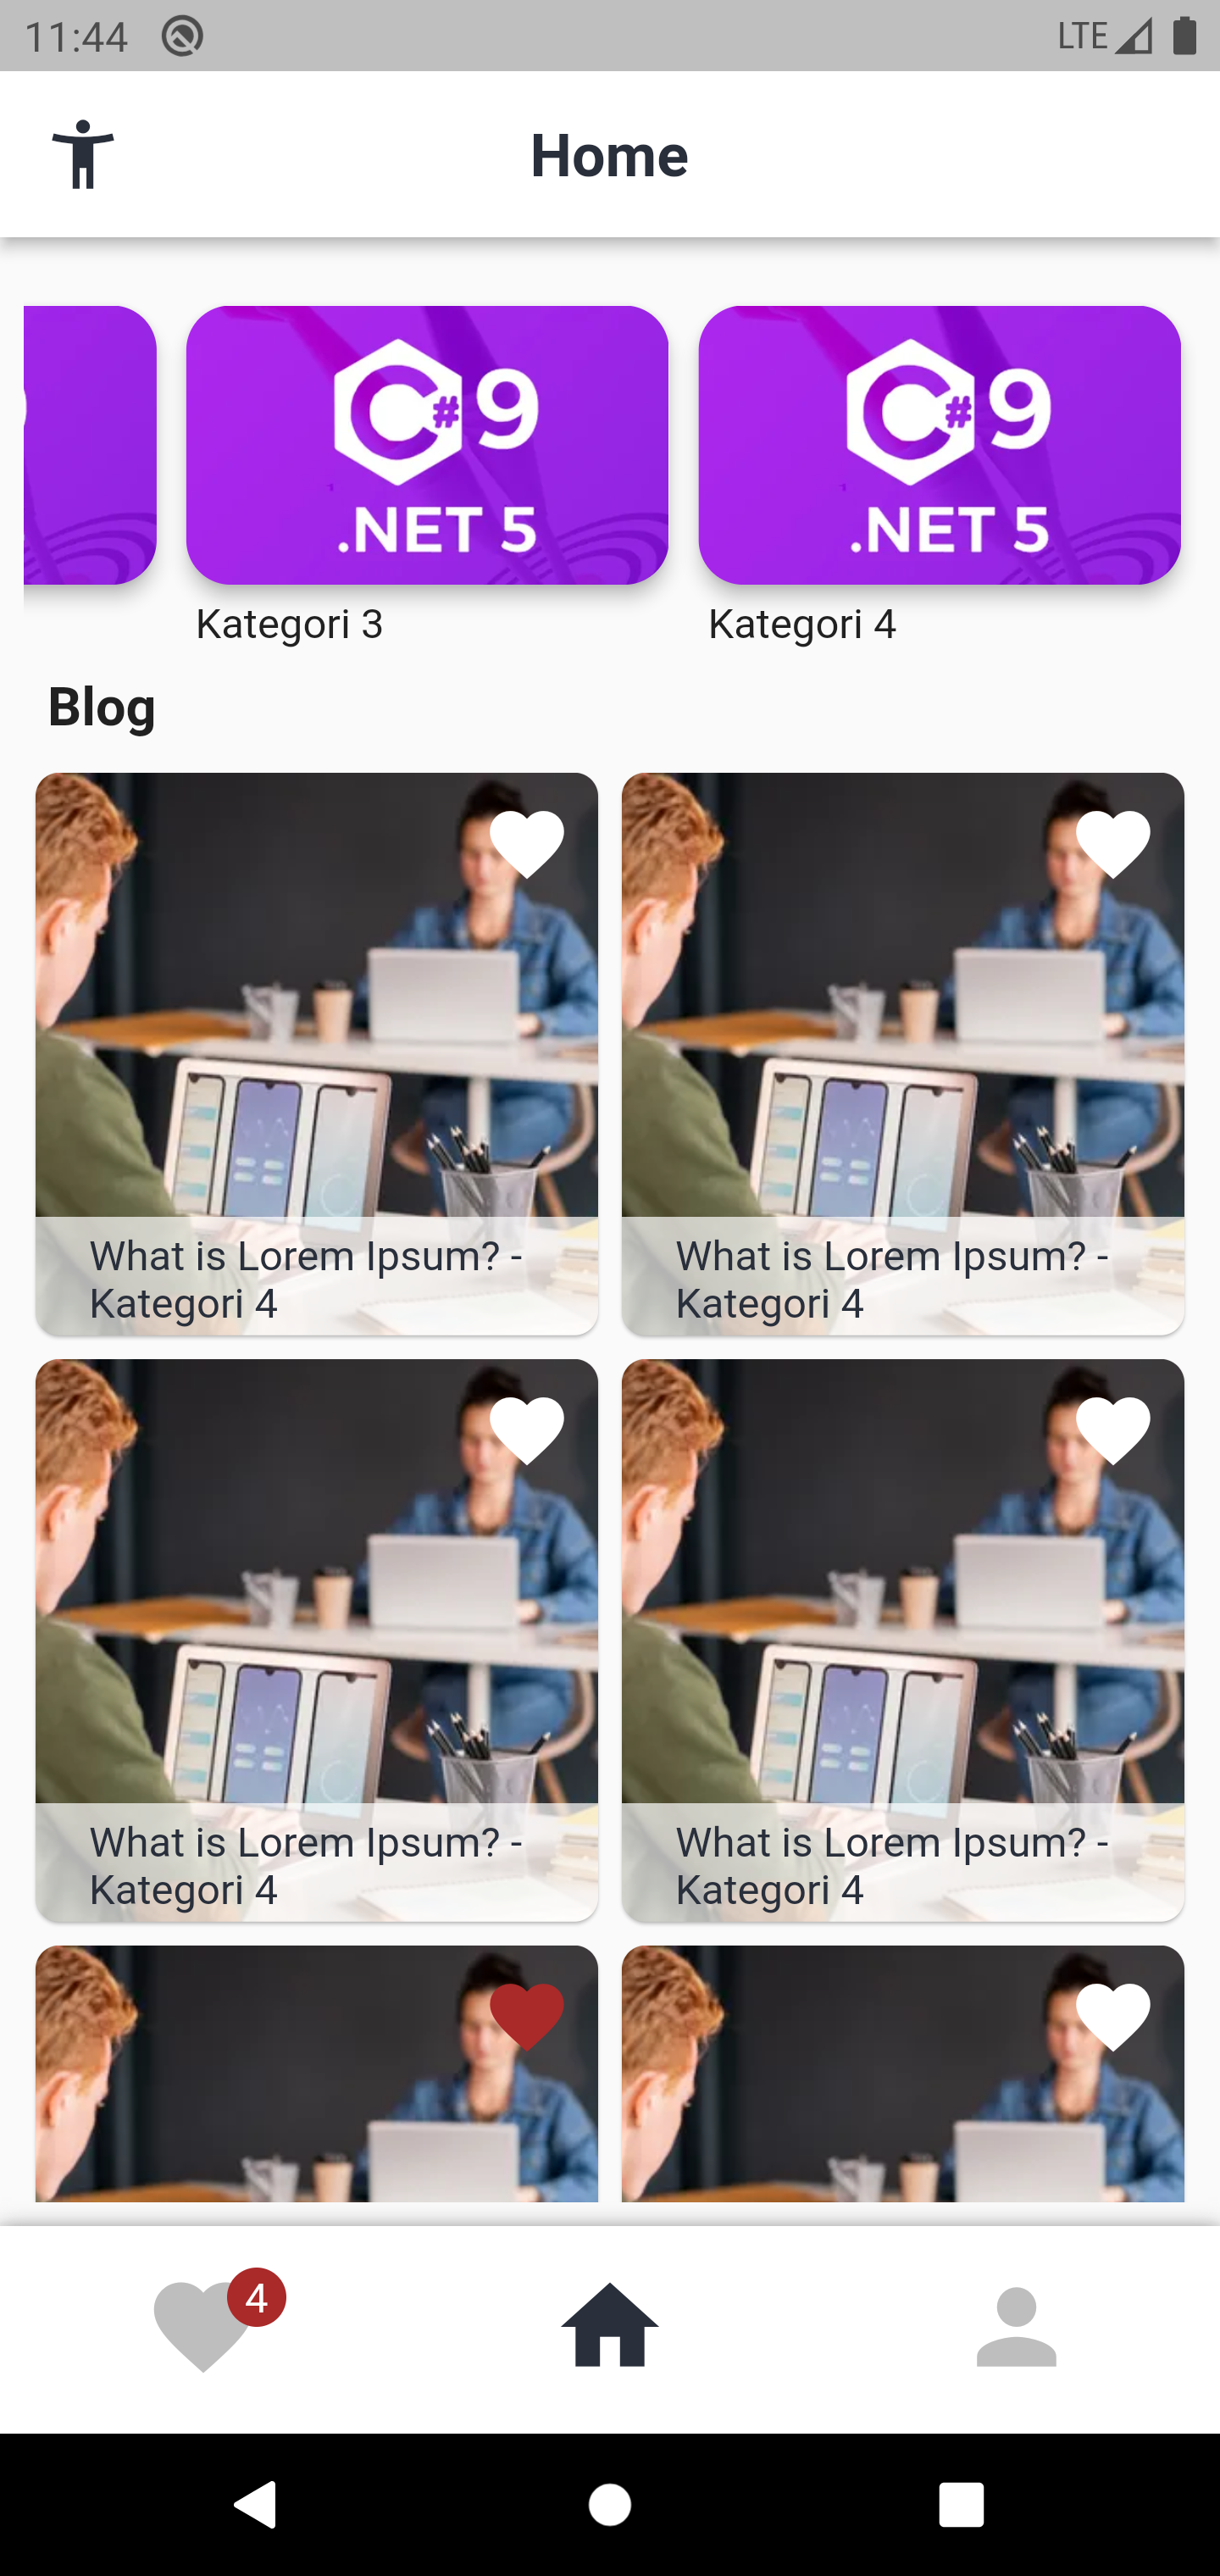 11:44
LTE
Home
C# 9
.NET 5
C# 9
.NET 5
Kategori 3
Kategori 4
Blog
What is Lorem Ipsum? -
Kategori 4
What is Lorem Ipsum? -
Kategori 4
What is Lorem Ipsum? -
Kategori 4
What is Lorem Ipsum? -
Kategori 4
4